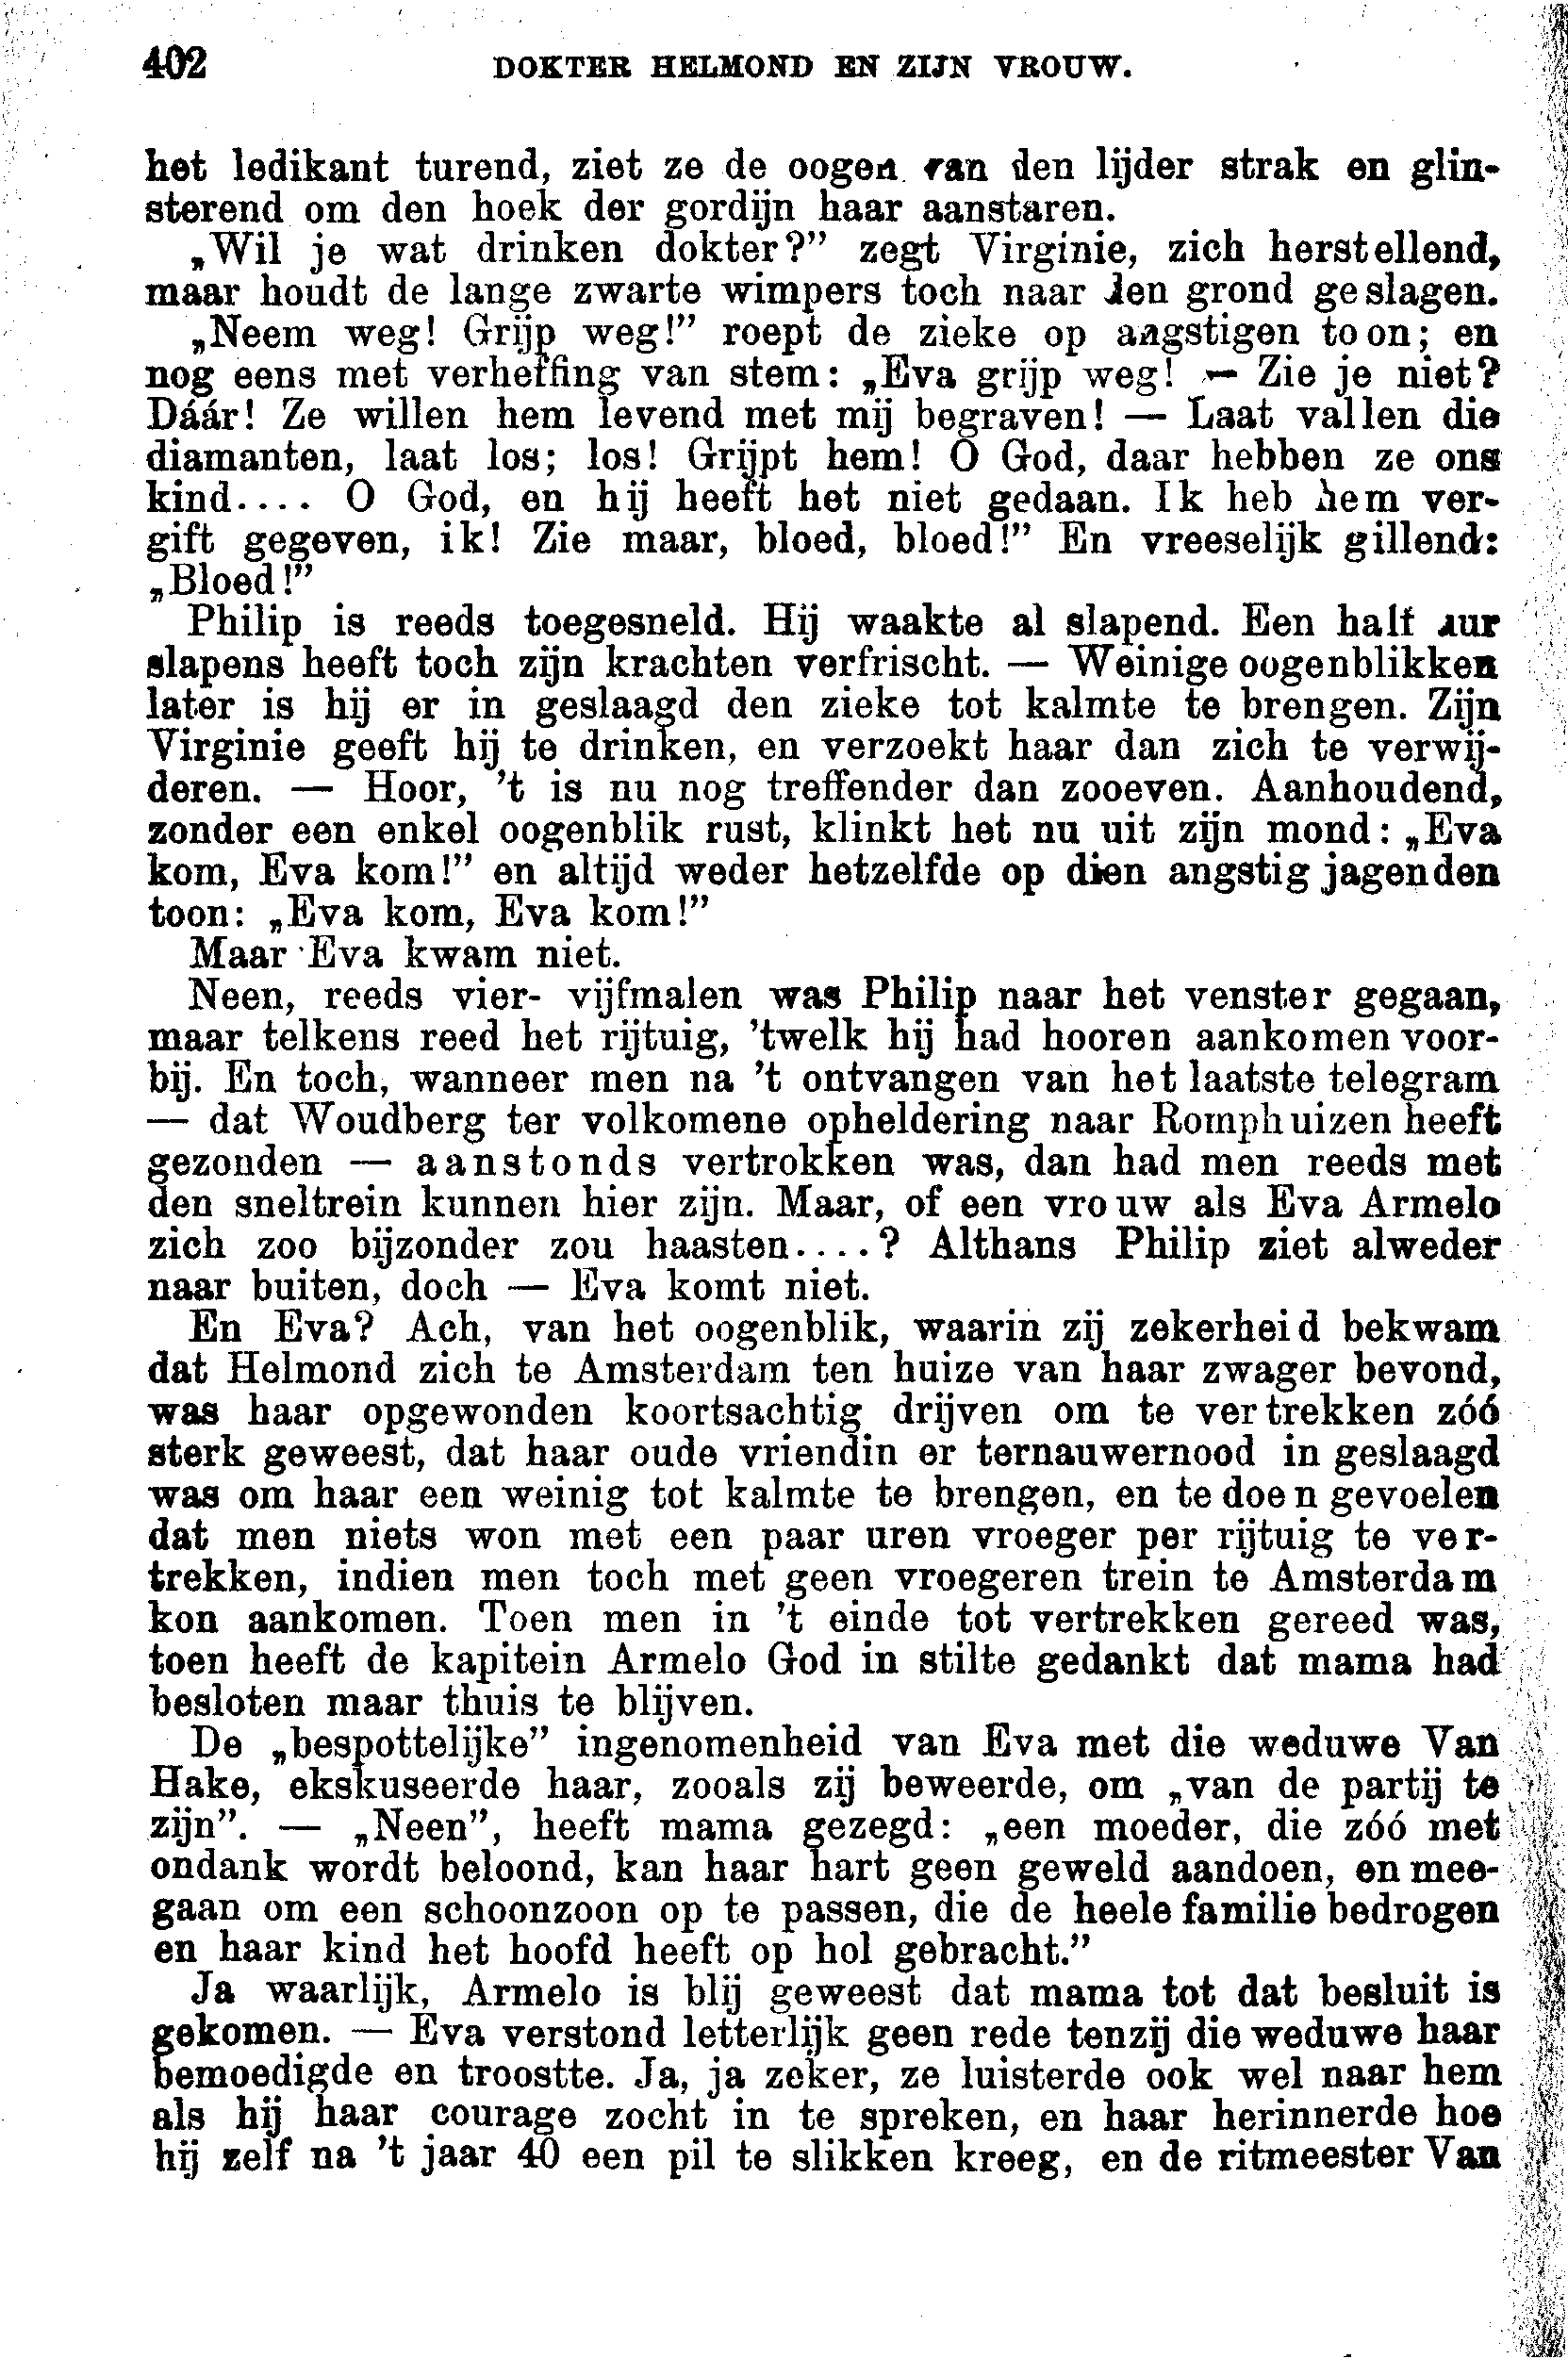 402 DOKTER HELMOND EN ZIJN VROUW.
het ledikant turend, ziet ze de oogen van den lijder strak en glin-
sterend om den hoek der gordijn haar aanstaren.
„Wil je wat drinken dokter?” zegt Virginie, zich herstellend,
maar houdt de lange zwarte wimpers toch naar den grond geslagen.
„Neem weg! Grijp weg!” roept de zieke op angstigen toon; en
nog eens met verheffing van stem: „Eva grijp weg! — Zie je niet?
Dáár! Ze willen hem levend met mij begraven! — Laat vallen die
diamanten, laat los; los! Grijpt hem! O God, daar hebben ze ons
kind.... O God, en hij heeft het niet gedaan. Ik heb hem ver-
gift gegeven, ik! Zie maar, bloed, bloed!” En vreeselijk gillend:
„Bloed!”
Philip is reeds toegesneld. Hij waakte al slapend. Een half uur
slapens heeft toch zijn krachten verfrischt. — Weinige oogenblikken
later is hij er in geslaagd den zieke tot kalmte te brengen. Zijn
Virginie geeft hij te drinken, en verzoekt haar dan zich te verwij-
deren. — Hoor, 't is nu nog treffender dan zooeven. Aanhoudend,
zonder een enkel oogenblik rust, klinkt het nu uit zijn mond: „Eva
kom, Eva kom!” en altijd weder hetzelfde op dien angstig jagenden
toon: „Eva kom, Eva kom!”
Maar Eva kwam niet.
Neen, reeds vier- vijfmalen was Philip naar het venster gegaan,
maar telkens reed het rijtuig, 'twelk hij had hooren aankomen voor-
bij. En toch, wanneer men na 't ontvangen van het laatste telegram
— dat Woudberg ter volkomene opheldering naar Romphuizen heeft
gezonden — aanstonds vertrokken was, dan had men reeds met
den sneltrein kunnen hier zijn. Maar, of een vrouw als Eva Armelo
zich zoo bijzonder zou haasten....? Althans Philip ziet alweder
naar buiten, doch — Eva komt niet.
En Eva? Ach, van het oogenblik, waarin zij zekerheid bekwam
dat Helmond zich te Amsterdam ten huize van haar zwager bevond,
was haar opgewonden koortsachtig drijven om te vertrekken zóó
sterk geweest, dat haar oude vriendin er ternauwernood in geslaagd
was om haar een weinig tot kalmte te brengen, en te doen gevoelen
dat men niets won met een paar uren vroeger per rijtuig te ver-
trekken, indien men toch met geen vroegeren trein te Amsterdam
kon aankomen. Toen men in 't einde tot vertrekken gereed was,
toen heeft de kapitein Armelo God in stilte gedankt dat mama had
besloten maar thuis te blijven.
De „bespottelijke” ingenomenheid van Eva met die weduwe Van
Hake, ekskuseerde haar, zooals zij beweerde, om „van de partij te
zijn”. — „Neen”, heeft mama gezegd: „een moeder, die zóó met
ondank wordt beloond, kan haar hart geen geweld aandoen, en mee-
gaan om een schoonzoon op te passen, die de heele familie bedrogen
en haar kind het hoofd heeft op hol gebracht.”
Ja waarlijk, Armelo is blij geweest dat mama tot dat besluit is
gekomen. — Eva verstond letterlijk geen rede tenzij die weduwe haar
bemoedigde en troostte. Ja, ja zeker, ze luisterde ook wel naar hem
als hij haar courage zocht in te spreken, en haar herinnerde hoe
hij zelf na 't jaar 40 een pil te slikken kreeg, en de ritmeester Van